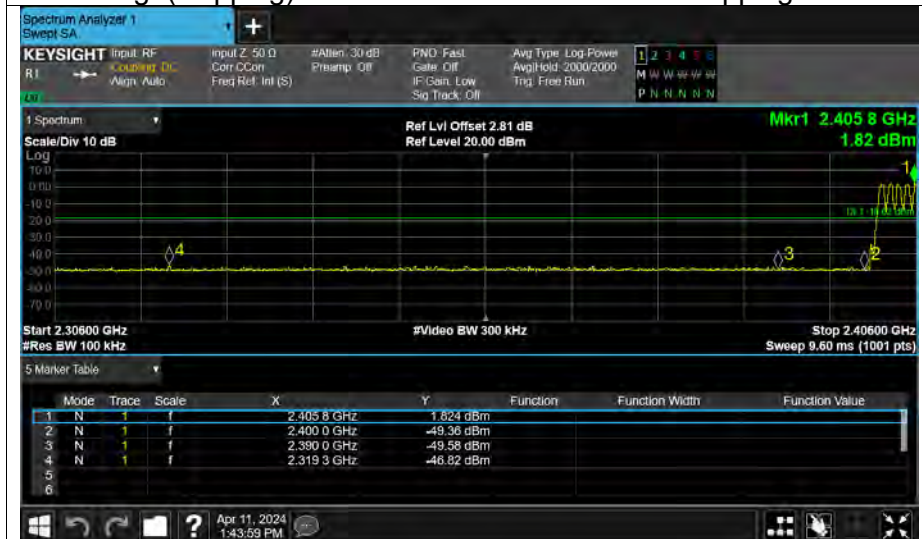 Spectrum Analyzer 1
Swept SA
+
KEYSIGHT Input: RF
R L
Coupling: DC
Align: Auto
Input Z: 50 Ω
Corr CCorr
Freq Ref: Int (S)
#Atten: 30 dB
Preamp: Off
PNO: Fast
Gate: Off
IF Gain: Low
Sig Track: Off
Avg Type: Log-Power
Avg|Hold: 2000/2000
Trig: Free Run
1 2 3 4 5 6
M W W W W W
P N N N N N
1 Spectrum
Scale/Div 10 dB
Ref Lvl Offset 2.81 dB
Ref Level 20.00 dBm
Mkr1 2.405 8 GHz
1.82 dBm
Log
10.0
0.00
-10.0
-20.0
-30.0
-40.0
-50.0
-60.0
-70.0
1
2
3
4
Start 2.30600 GHz
#Res BW 100 kHz
#Video BW 300 kHz
Stop 2.40600 GHz
Sweep 9.60 ms (1001 pts)
5 Marker Table
Mode Trace Scale X Y Function Function Width Function Value
1 N 1 f 2.405 8 GHz 1.824 dBm
2 N 1 f 2.400 0 GHz -49.36 dBm
3 N 1 f 2.390 0 GHz -49.58 dBm
4 N 1 f 2.319 3 GHz -46.82 dBm
5
6
?
Apr 11, 2024
1:43:59 PM